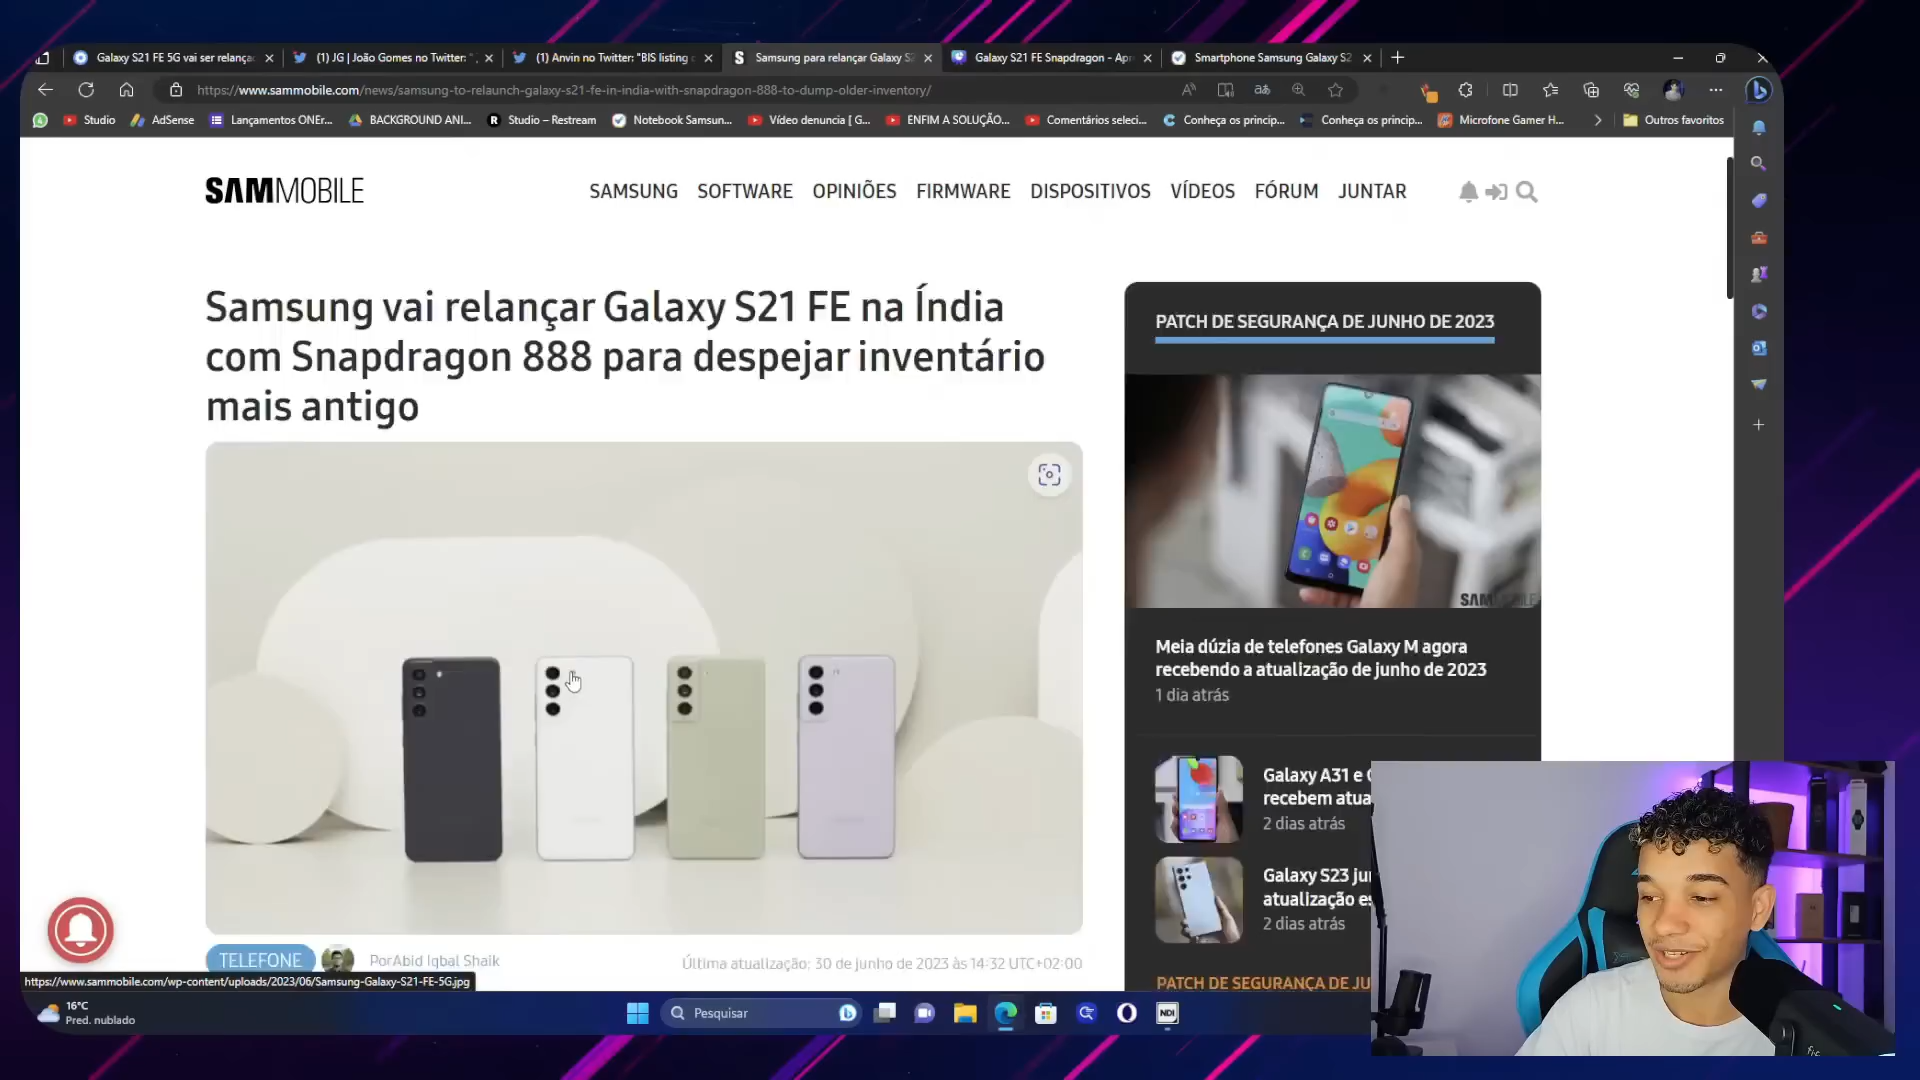 Galaxy S21 FE 5G vai ser relança
(1) JG | João Gomes no Twitter: "
(1) Anvin no Twitter: "BIS listing
Samsung para relançar Galaxy S2
Galaxy S21 FE Snapdragon - Apr
Smartphone Samsung Galaxy S2
https://www.sammobile.com/news/samsung-to-relaunch-galaxy-s21-fe-in-india-with-snapdragon-888-to-dump-older-inventory/
Studio
AdSense
Lançamentos ONEr...
BACKGROUND ANI...
Studio – Restream
Notebook Samsun...
Vídeo denuncia [ G...
ENFIM A SOLUÇÃO...
Comentários seleci...
Conheça os princip...
Conheça os princip...
Microfone Gamer H...
Outros favoritos
SAMMOBILE
SAMSUNG SOFTWARE OPINIÕES FIRMWARE DISPOSITIVOS VÍDEOS FÓRUM JUNTAR
Samsung vai relançar Galaxy S21 FE na Índia
com Snapdragon 888 para despejar inventário
mais antigo
PATCH DE SEGURANÇA DE JUNHO DE 2023
Meia dúzia de telefones Galaxy M agora
recebendo a atualização de junho de 2023
1 dia atrás
Galaxy A31 e
recebem atua
2 dias atrás
Galaxy S23
atualização
2 dias atrás
PATCH DE SEGURANÇA DE JU
TELEFONE
PorAbid Iqbal Shaik
Última atualização: 30 de junho de 2023 às 14:32 UTC+02:00
https://www.sammobile.com/wp-content/uploads/2023/06/Samsung-Galaxy-S21-FE-5G.jpg
16°C
Pred. nublado
Pesquisar
NDI